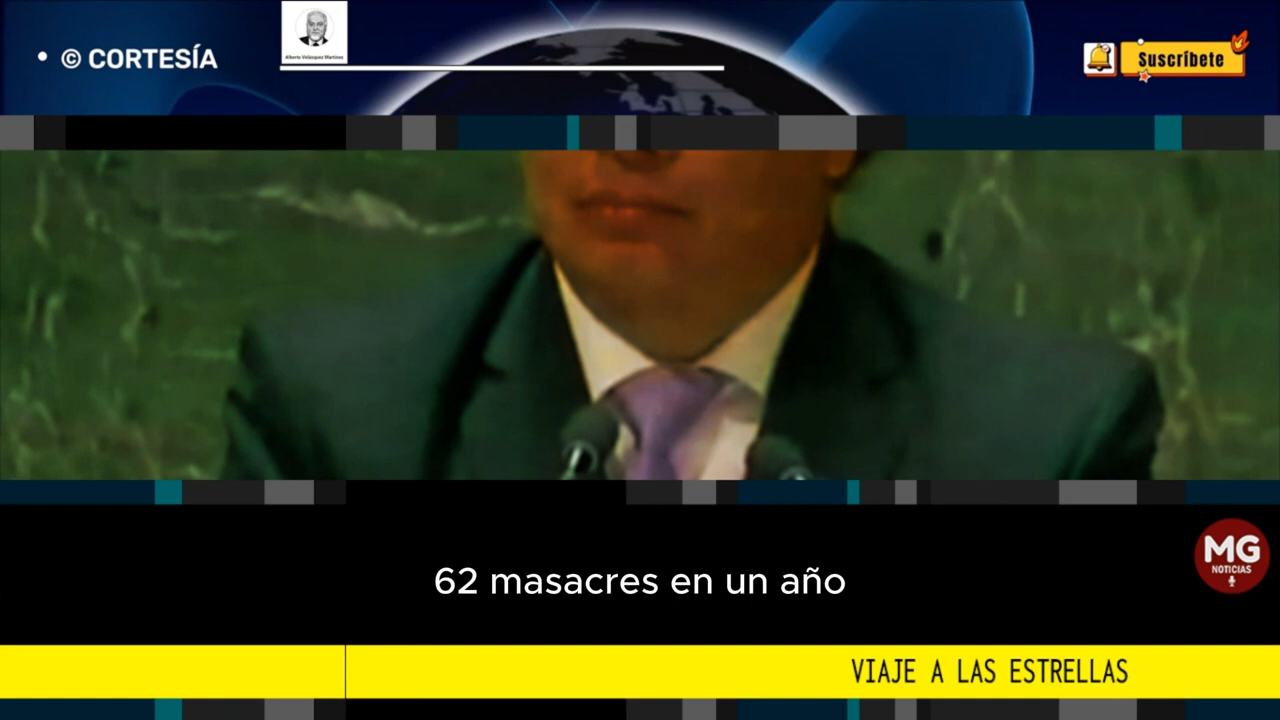 © CORTESÍA
Alberto Velásquez Martínez
Suscríbete
62 masacres en un año
MG
NOTICIAS
VIAJE A LAS ESTRELLAS